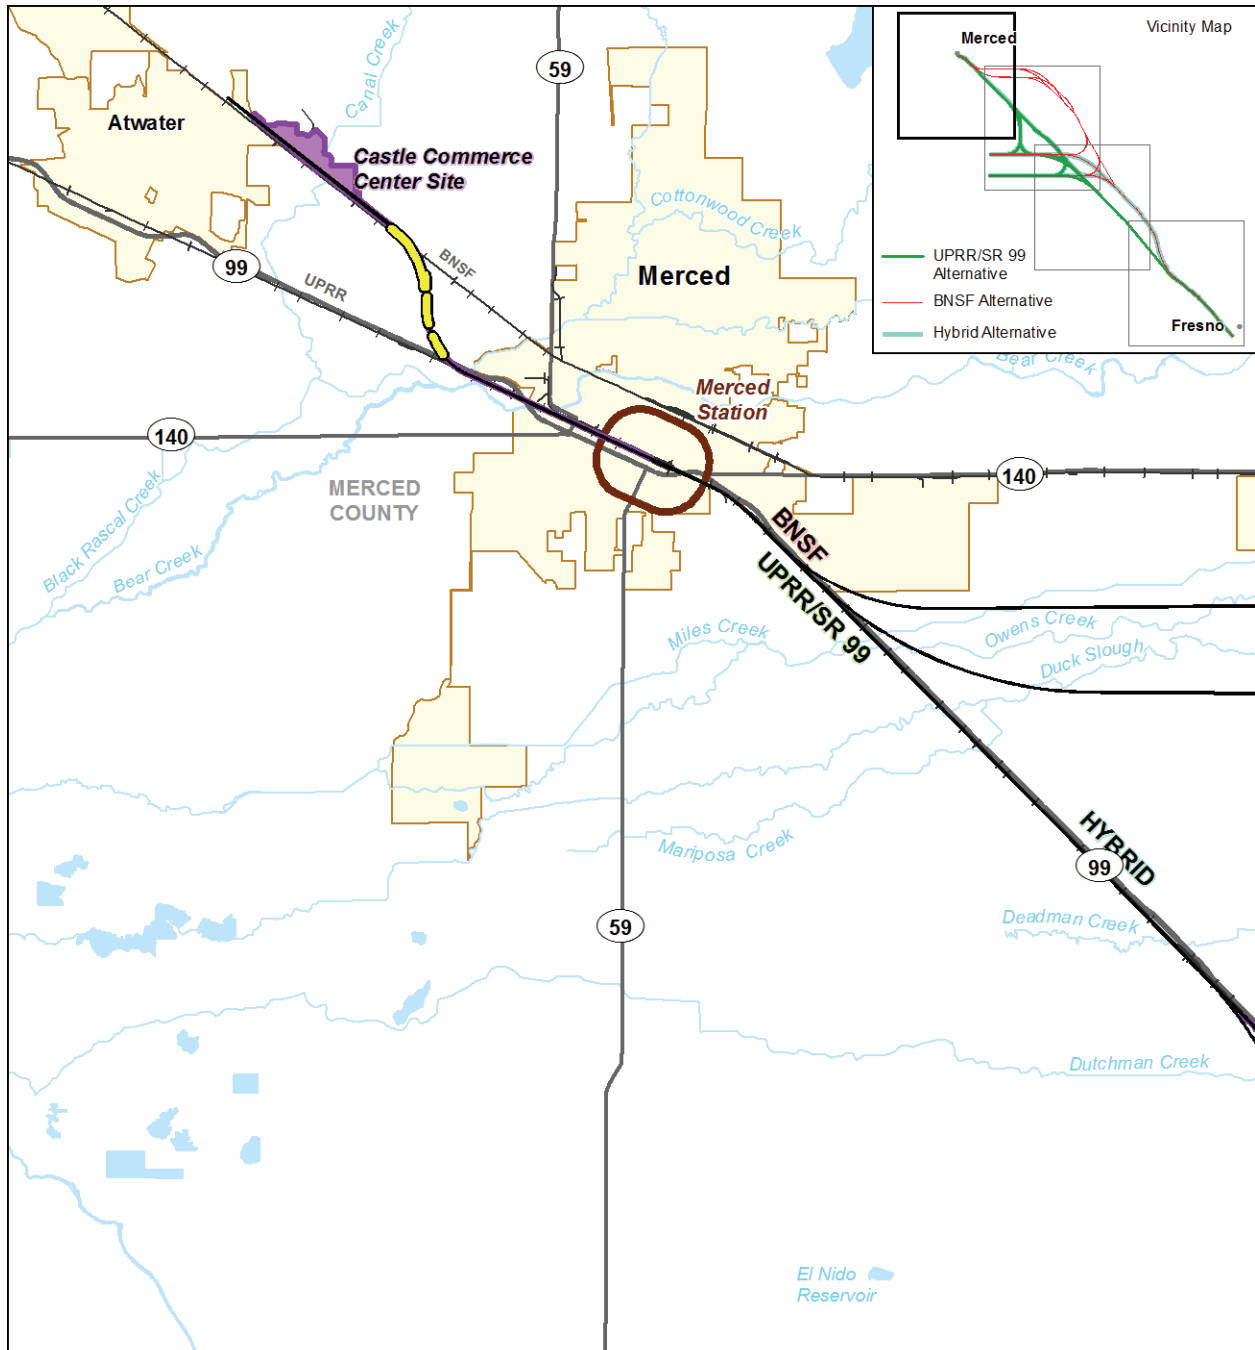 59
Vicinity Map
Merced
UPRR/SR 99
Alternative
BNSF Alternative
Hybrid Alternative
Fresno
Canal Creek
Atwater
Castle Commerce
Center Site
Cottonwood Creek
BNSF
99
UPRR
Merced
Bear Creek
Merced
Station
140
140
MERCED
COUNTY
Black Rascal Creek
Bear Creek
BNSF
UPRR/SR 99
Miles Creek
Owens Creek
Duck Slough
Mariposa Creek
HYBRID
99
59
Deadman Creek
Dutchman Creek
El Nido
Reservoir